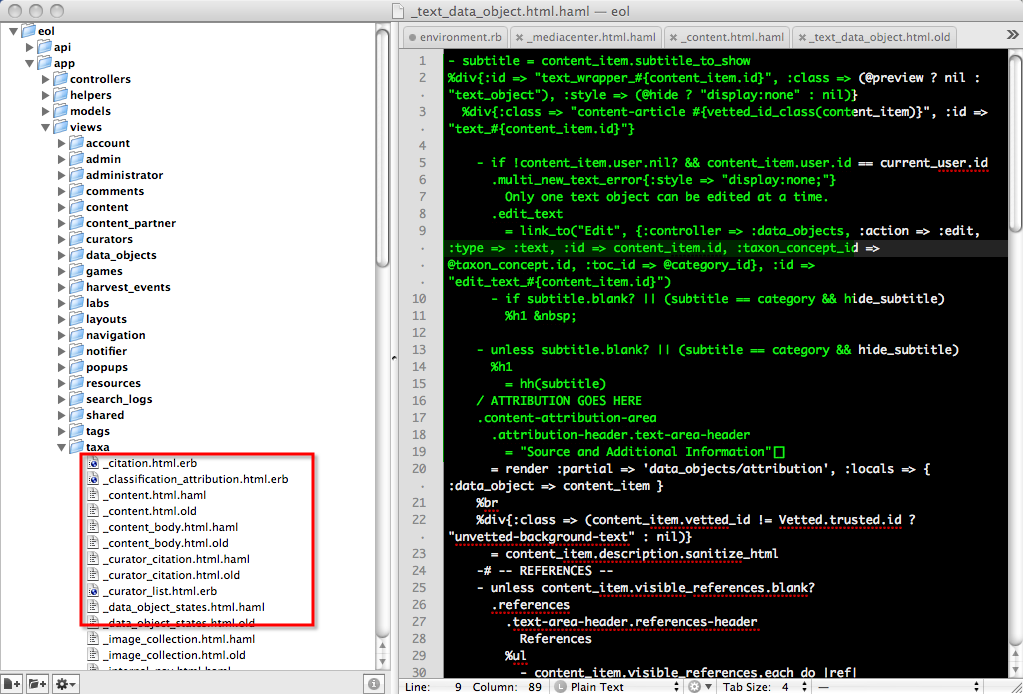 _text_data_object.html.haml — eol
eol
api
app
controllers
helpers
models
views
account
admin
administrator
comments
content
content_partner
curators
data_objects
games
harvest_events
labs
layouts
navigation
notifier
popups
resources
search_logs
shared
tags
taxa
_citation.html.erb
_classification_attribution.html.erb
_content.html.haml
_content.html.old
_content_body.html.haml
_content_body.html.old
_curator_citation.html.haml
_curator_citation.html.old
_curator_list.html.erb
_data_object_states.html.haml
_data_object_states.html.old
_image_collection.html.haml
_image_collection.html.old
_internal_nav.html.haml
environment.rb
_mediacenter.html.haml
_content.html.haml
_text_data_object.html.old
1 - subtitle = content_item.subtitle_to_show
2 %div{:id => "text_wrapper_#{content_item.id}", :class => (@preview ? nil :
"text_object"), :style => (@hide ? "display:none" : nil)}
3 %div{:class => "content-article #{vetted_id_class(content_item)}", :id =>
"text_#{content_item.id}"}
4
5 - if !content_item.user.nil? && content_item.user.id == current_user.id
6 .multi_new_text_error{:style => "display:none;"}
7 Only one text object can be edited at a time.
8 .edit_text
9 = link_to("Edit", {:controller => :data_objects, :action => :edit,
:type => :text, :id => content_item.id, :taxon_concept_id =>
@taxon_concept.id, :toc_id => @category_id}, :id =>
"edit_text_#{content_item.id}")
10 - if subtitle.blank? || (subtitle == category && hide_subtitle)
11 %h1 &nbsp;
12
13 - unless subtitle.blank? || (subtitle == category && hide_subtitle)
14 %h1
15 = hh(subtitle)
16 / ATTRIBUTION GOES HERE
17 .content-attribution-area
18 .attribution-header.text-area-header
19 = "Source and Additional Information"[]
20 = render :partial => 'data_objects/attribution', :locals => {
:data_object => content_item }
21 %br
22 %div{:class => (content_item.vetted_id != Vetted.trusted.id ?
"unvetted-background-text" : nil)}
23 = content_item.description.sanitize_html
24 -# -- REFERENCES --
25 - unless content_item.visible_references.blank?
26 .references
27 .text-area-header.references-header
28 References
29 %ul
30 - content_item.visible_references.each do |ref|
Line: 9 Column: 89 L Plain Text Tab Size: 4 —